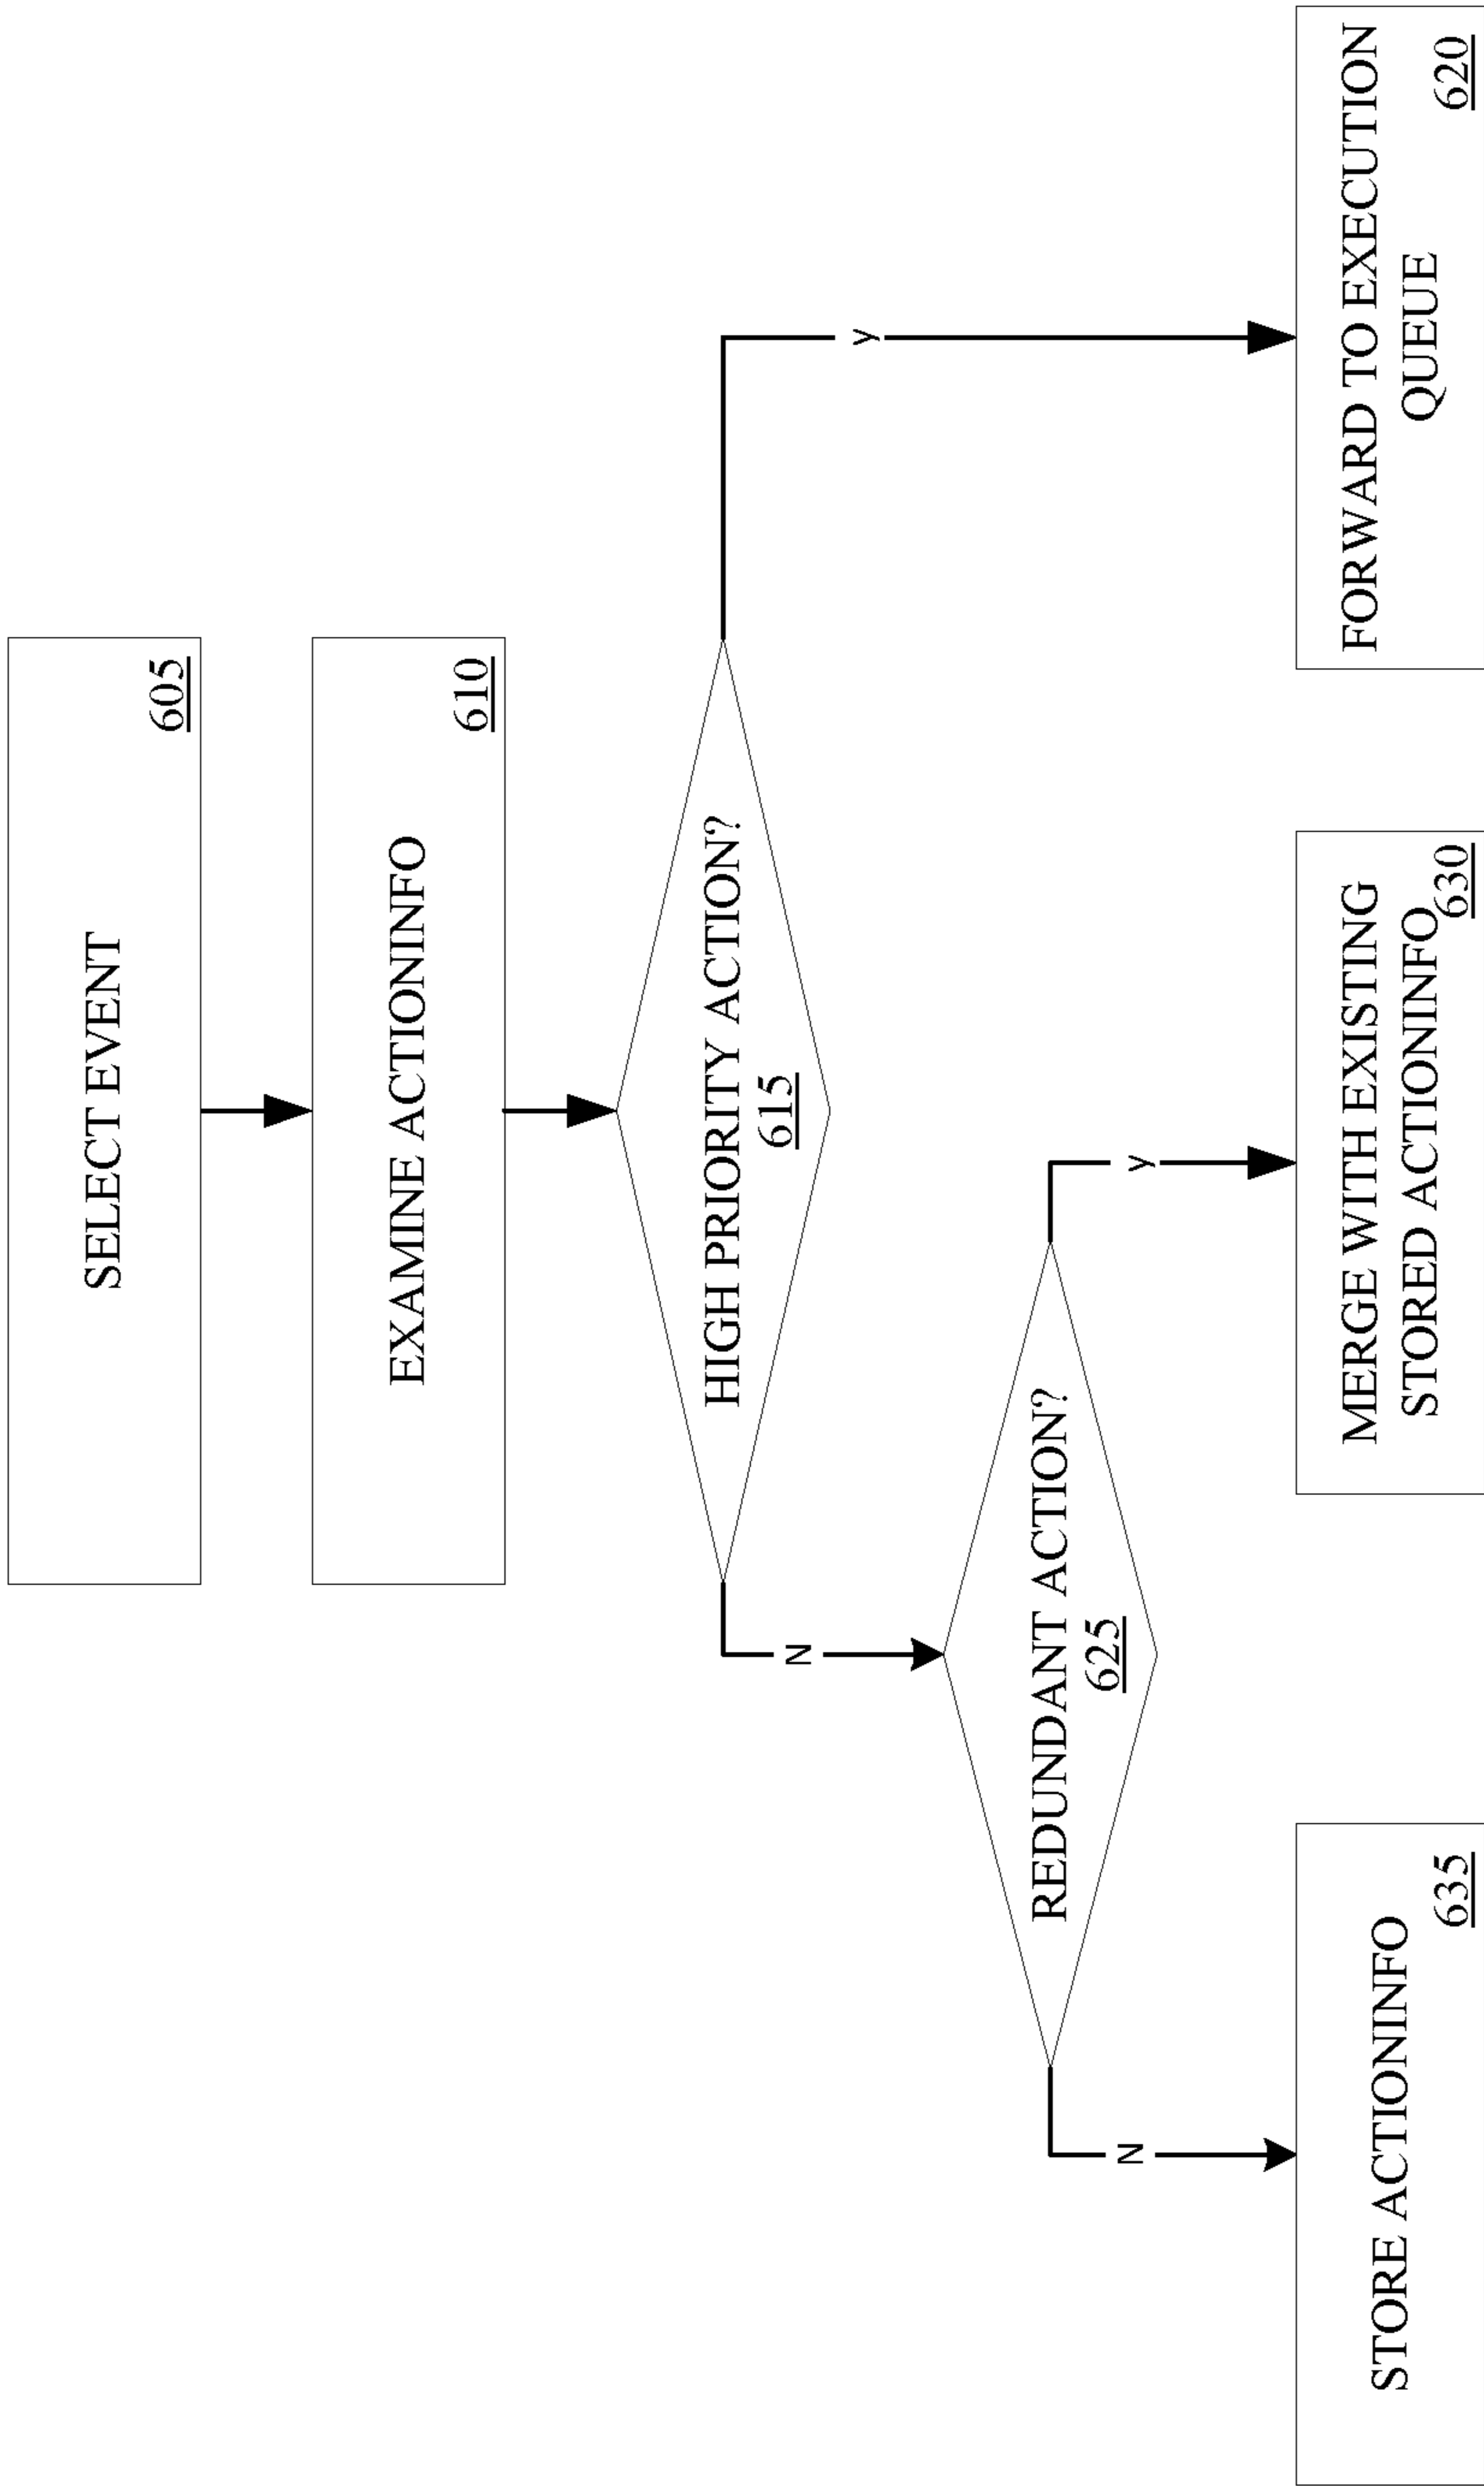 SELECT EVENT
605
EXAMINE ACTIONINFO
610
HIGH PRIORITY ACTION?
615
N
Y
REDUNDANT ACTION?
625
N
Y
STORE ACTIONINFO
635
MERGE WITH EXISTING
STORED ACTIONINFO
630
FORWARD TO EXECUTION
QUEUE
620